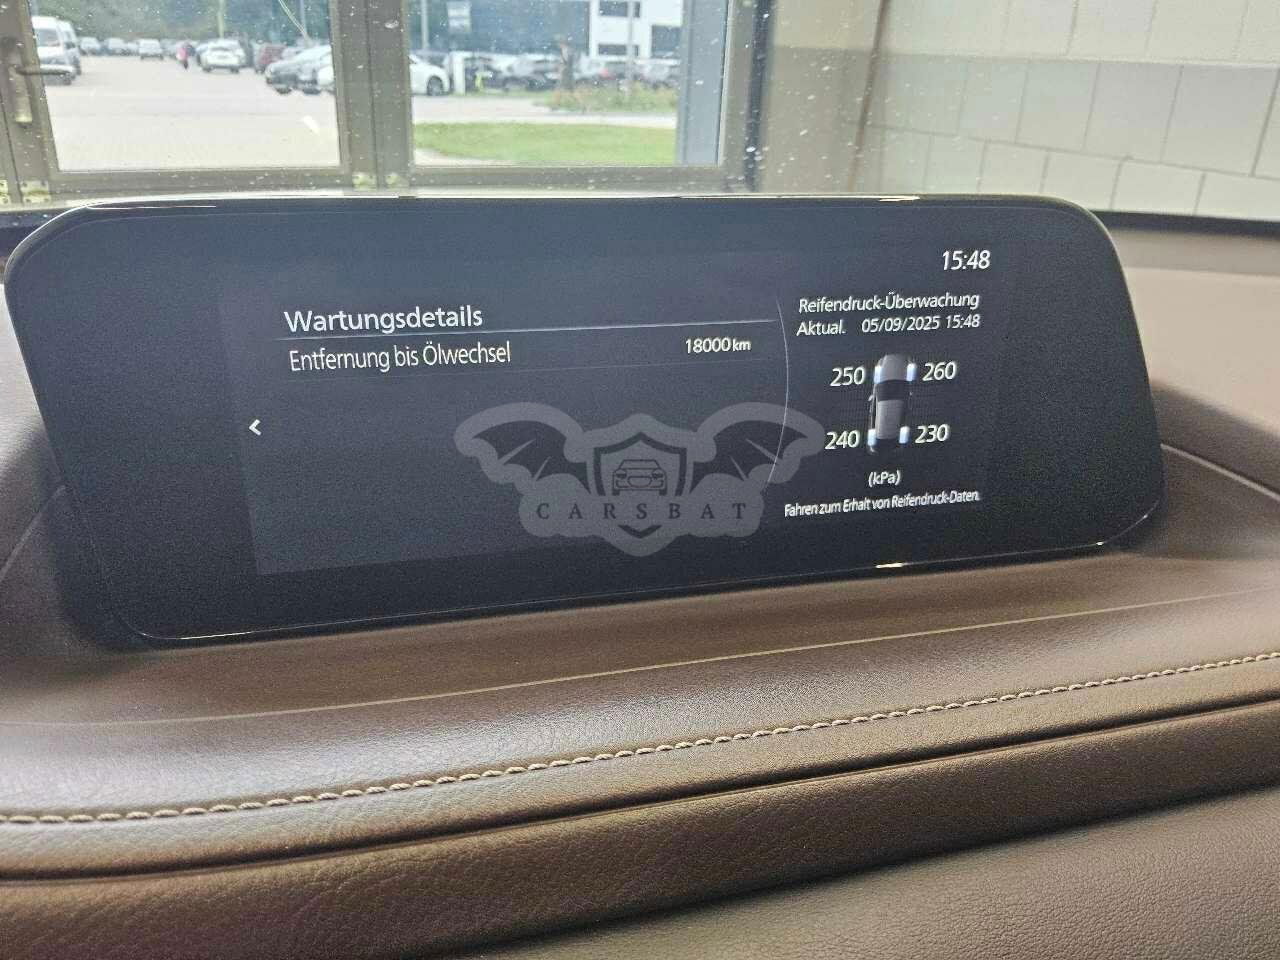 15:48
Wartungsdetails
Entfernung bis Ölwechsel 18000 km
<
Reifendruck-Überwachung
Aktual. 05/09/2025 15:48
250 260
240 230
(kPa)
Fahren zum Erhalt von Reifendruck-Daten.
CARSBAT